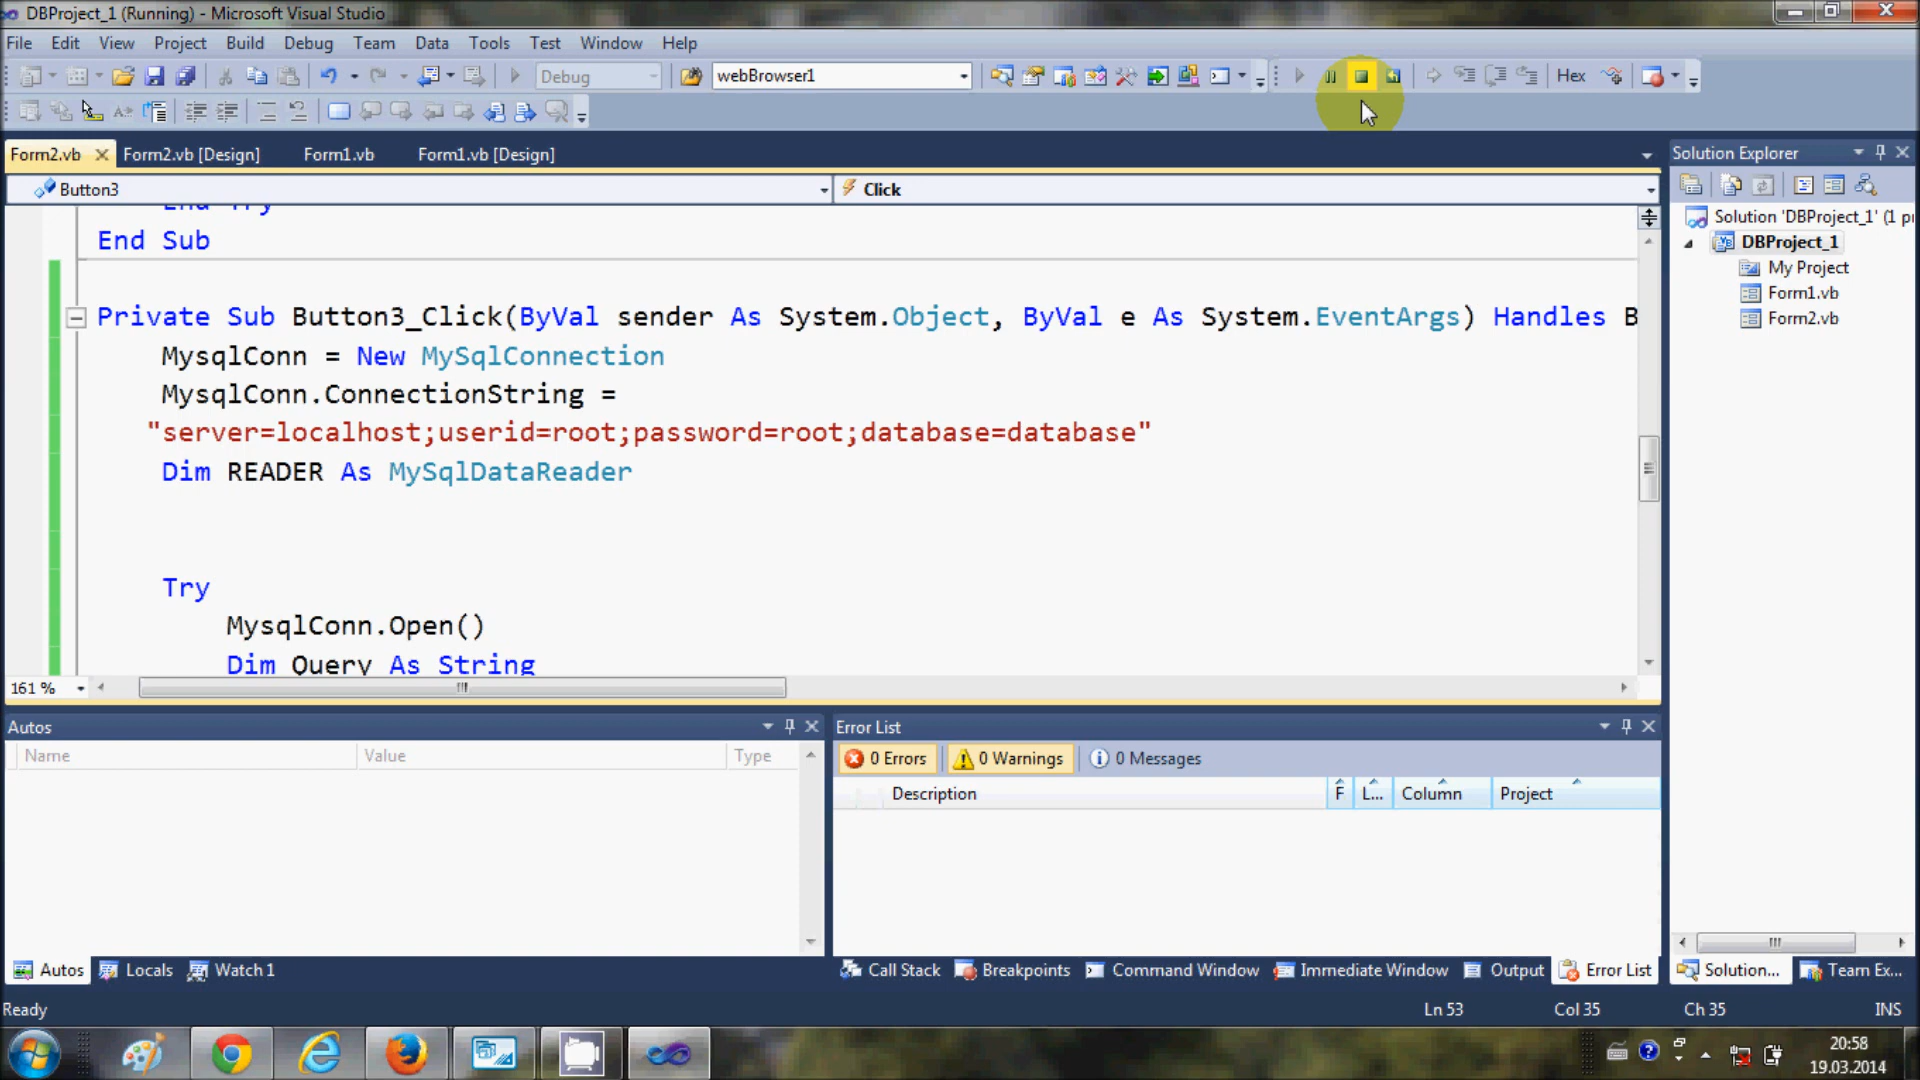 DBProject_1 (Running) - Microsoft Visual Studio
File Edit View Project Build Debug Team Data Tools Test Window Help
Debug webBrowser1 Hex
Form2.vb Form2.vb [Design] Form1.vb Form1.vb [Design]
Button3 Click
End Try
End Sub
Private Sub Button3_Click(ByVal sender As System.Object, ByVal e As System.EventArgs) Handles B
MysqlConn = New MySqlConnection
MysqlConn.ConnectionString =
"server=localhost;userid=root;password=root;database=database"
Dim READER As MySqlDataReader
Try
MysqlConn.Open()
Dim Query As String
161 %
Solution Explorer
Solution 'DBProject_1' (1 p
DBProject_1
My Project
Form1.vb
Form2.vb
Autos
Name Value Type
Error List
0 Errors 0 Warnings 0 Messages
Description F L... Column Project
Autos Locals Watch 1
Call Stack Breakpoints Command Window Immediate Window Output Error List
Solution... Team Ex...
Ready Ln 53 Col 35 Ch 35 INS
20:58
19.03.2014